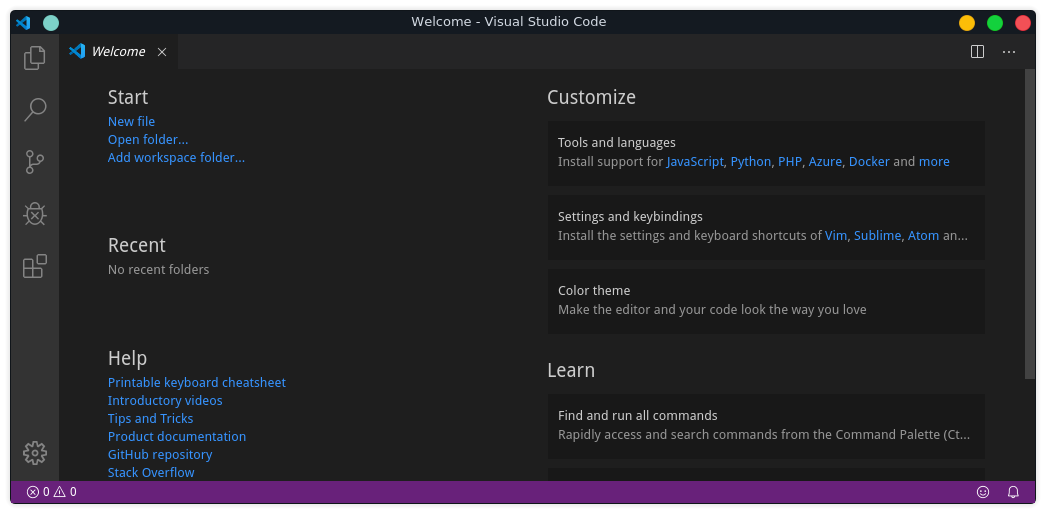 Welcome - Visual Studio Code
Welcome
Start
New file
Open folder...
Add workspace folder...
Recent
No recent folders
Help
Printable keyboard cheatsheet
Introductory videos
Tips and Tricks
Product documentation
GitHub repository
Stack Overflow
Customize
Tools and languages
Install support for JavaScript, Python, PHP, Azure, Docker and more
Settings and keybindings
Install the settings and keyboard shortcuts of Vim, Sublime, Atom an...
Color theme
Make the editor and your code look the way you love
Learn
Find and run all commands
Rapidly access and search commands from the Command Palette (Ct...
0 0